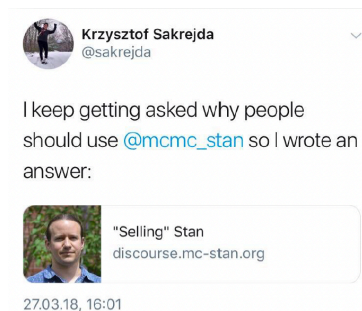 Krzysztof Sakrejda
@sakrejda
I keep getting asked why people
should use @mcmc_stan so I wrote an
answer:
"Selling" Stan
discourse.mc-stan.org
27.03.18, 16:01